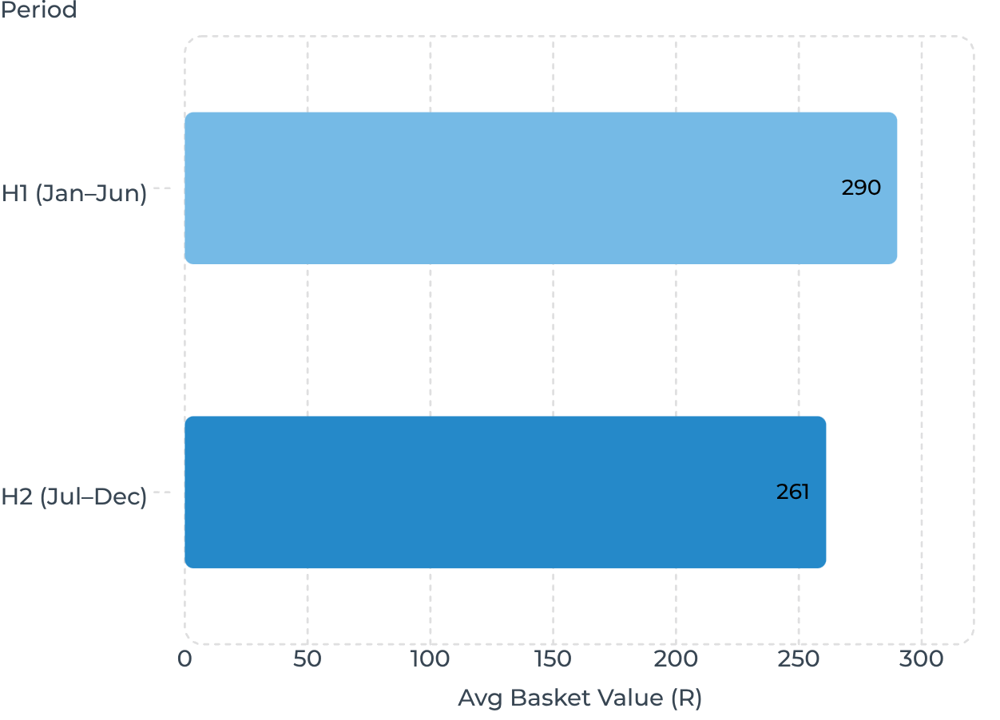 Period
H1 (Jan–Jun)
290
H2 (Jul–Dec)
261
0 50 100 150 200 250 300
Avg Basket Value (R)